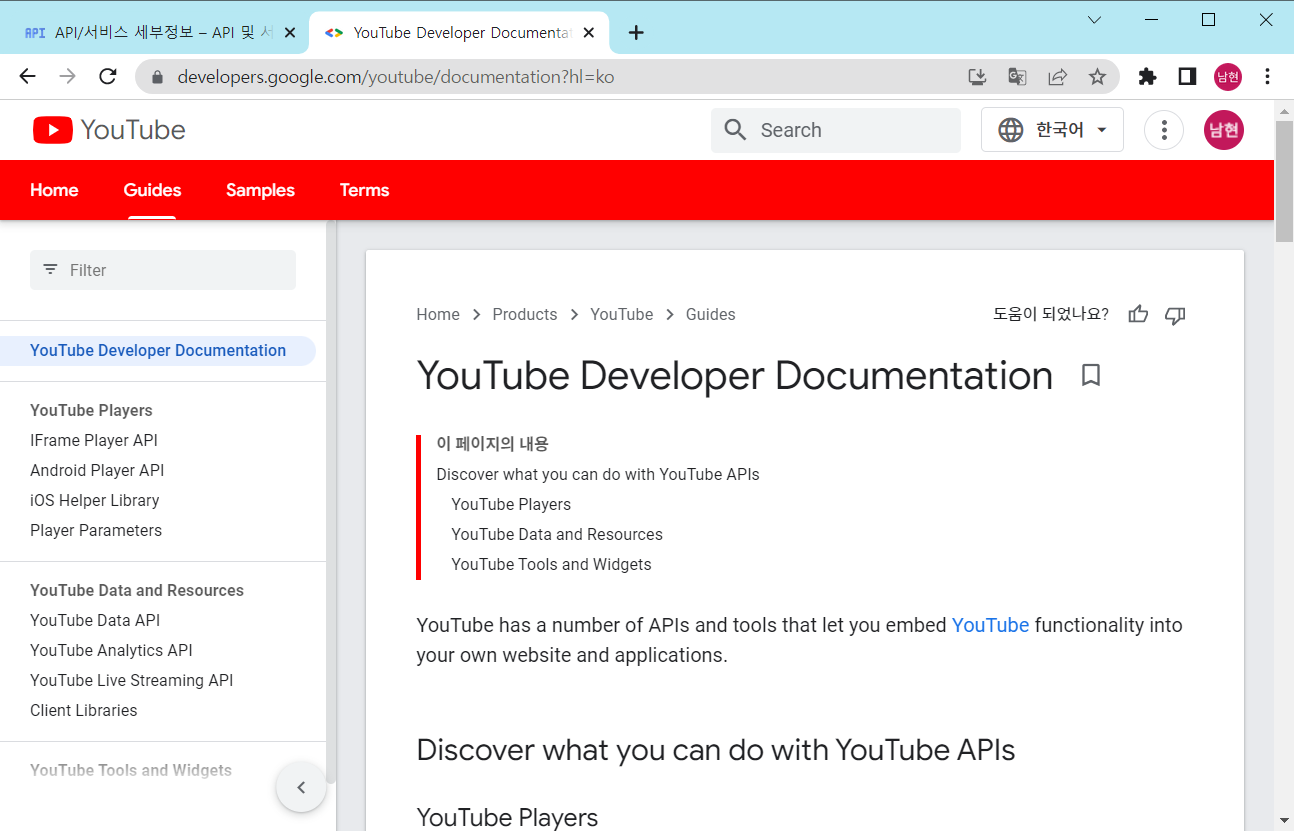 API API/서비스 세부정보 – API 및 서
YouTube Developer Documentat
developers.google.com/youtube/documentation?hl=ko
남현
YouTube
Search
한국어
남현
Home Guides Samples Terms
Filter
YouTube Developer Documentation
YouTube Players
IFrame Player API
Android Player API
iOS Helper Library
Player Parameters
YouTube Data and Resources
YouTube Data API
YouTube Analytics API
YouTube Live Streaming API
Client Libraries
YouTube Tools and Widgets
Home > Products > YouTube > Guides
도움이 되었나요?
YouTube Developer Documentation
이 페이지의 내용
Discover what you can do with YouTube APIs
YouTube Players
YouTube Data and Resources
YouTube Tools and Widgets
YouTube has a number of APIs and tools that let you embed YouTube functionality into
your own website and applications.
Discover what you can do with YouTube APIs
YouTube Players